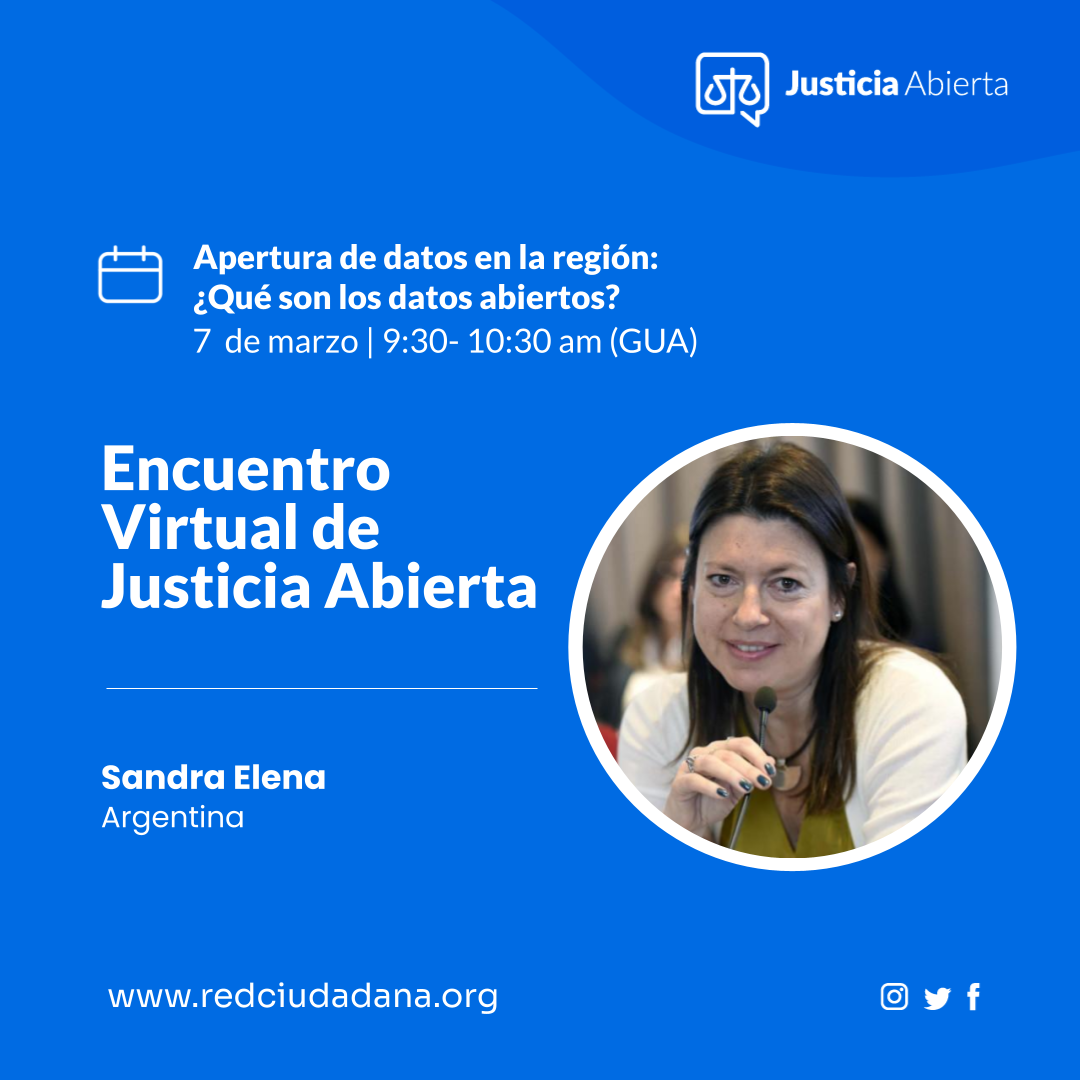 Justicia Abierta
Apertura de datos en la región:
¿Qué son los datos abiertos?
7 de marzo | 9:30- 10:30 am (GUA)
Encuentro
Virtual de
Justicia Abierta
Sandra Elena
Argentina
www.redciudadana.org